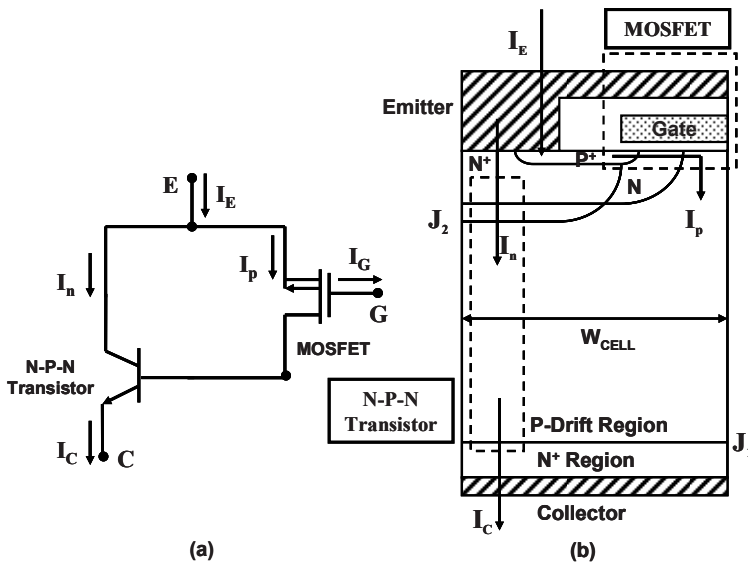 MOSFET
I_E
Emitter
Gate
N⁺
P⁺
N
E
I_E
J₂
I_p
I_n
I_p
I_G
I_n
G
W_CELL
MOSFET
N-P-N
Transistor
N-P-N
Transistor
P-Drift Region
I_C
C
N⁺ Region
J
I_C
Collector
(a)
(b)